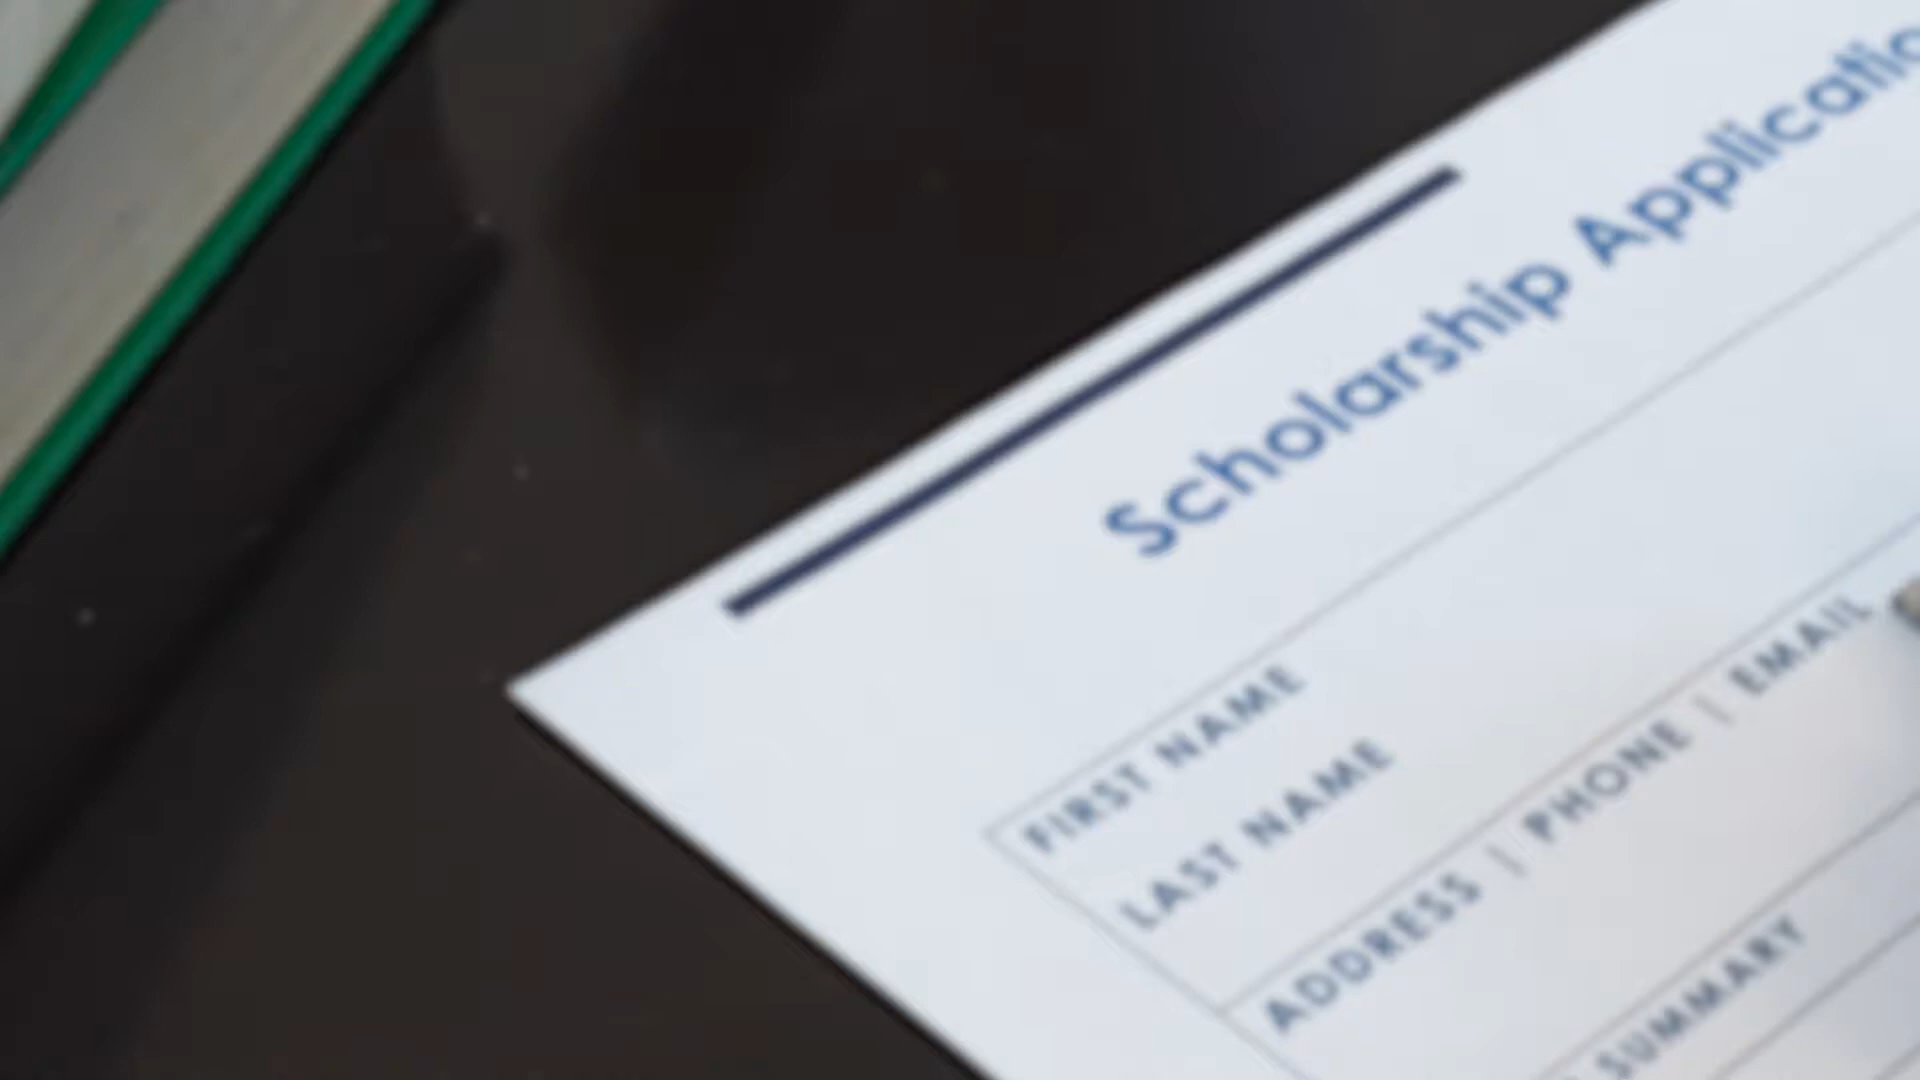 Scholarship Applicatio
FIRST NAME
LAST NAME
ADDRESS | PHONE | EMAIL
SUMMARY